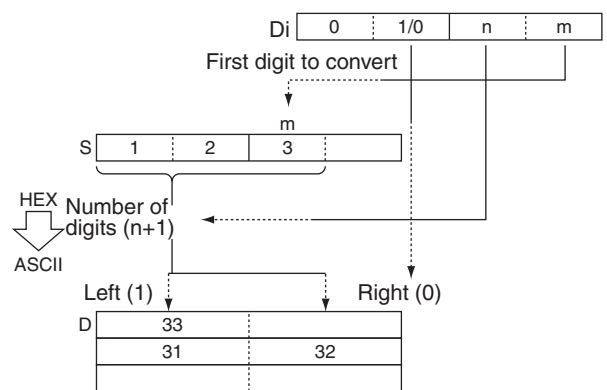 Di 0 1/0 n m
First digit to convert
m
S 1 2 3
HEX
Number of
digits (n+1)
ASCII
Left (1) Right (0)
D 33
31 32